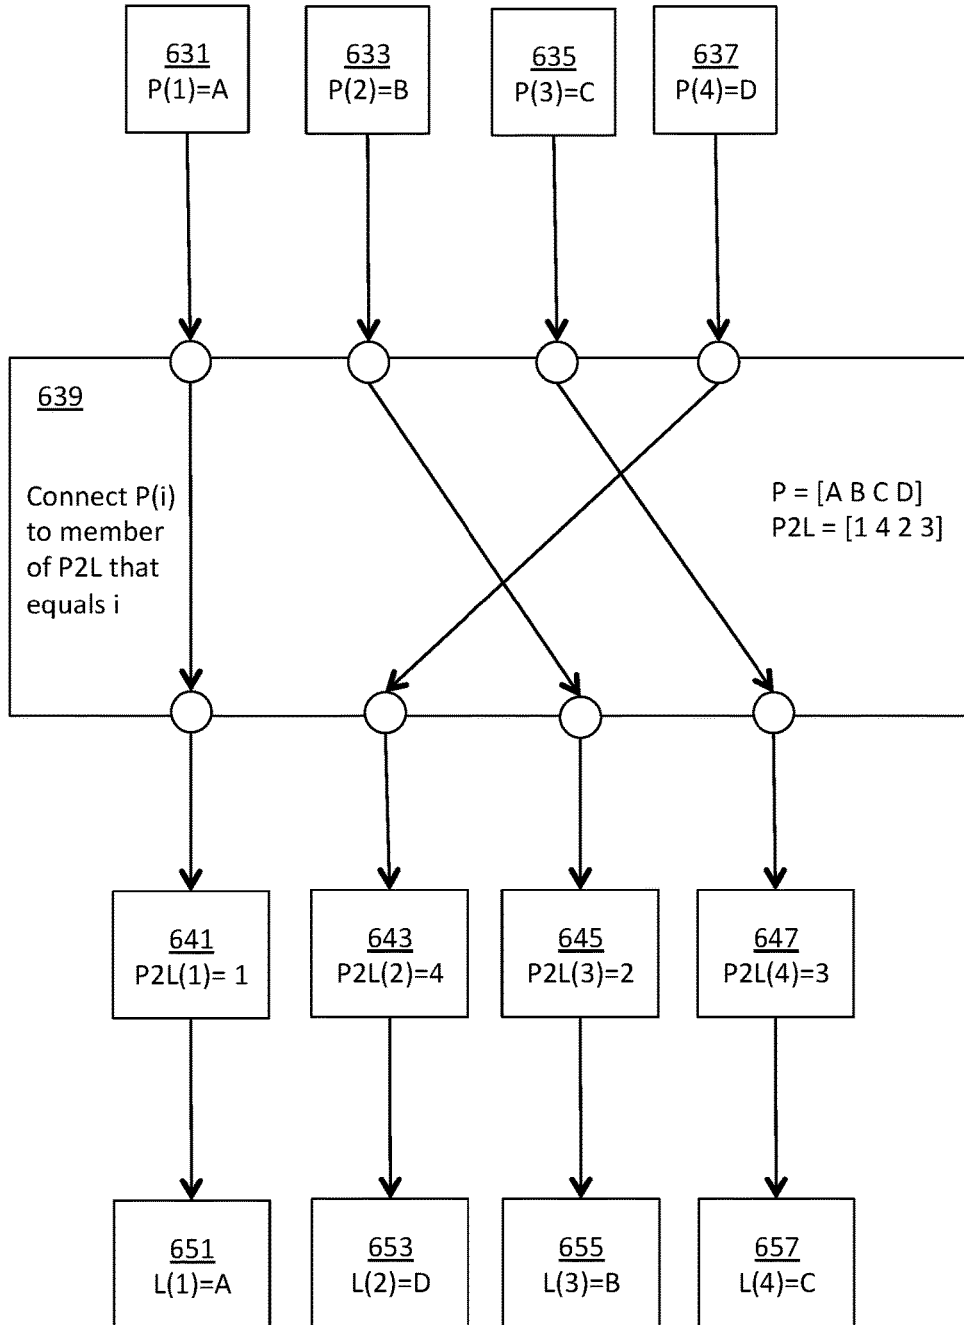 631
P(1)=A
633
P(2)=B
635
P(3)=C
637
P(4)=D
639
Connect P(i)
to member
of P2L that
equals i
P = [A B C D]
P2L = [1 4 2 3]
641
P2L(1)= 1
643
P2L(2)=4
645
P2L(3)=2
647
P2L(4)=3
651
L(1)=A
653
L(2)=D
655
L(3)=B
657
L(4)=C